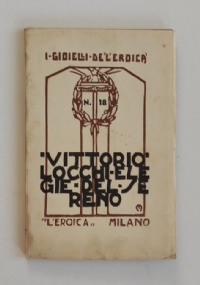 I·GIOIELLI·DE·L'EROICA
N. 18
"VITTORIO"
LOCCHI·ELE
GIE·DEL·SE
RENO
"L'EROICA„ MILANO